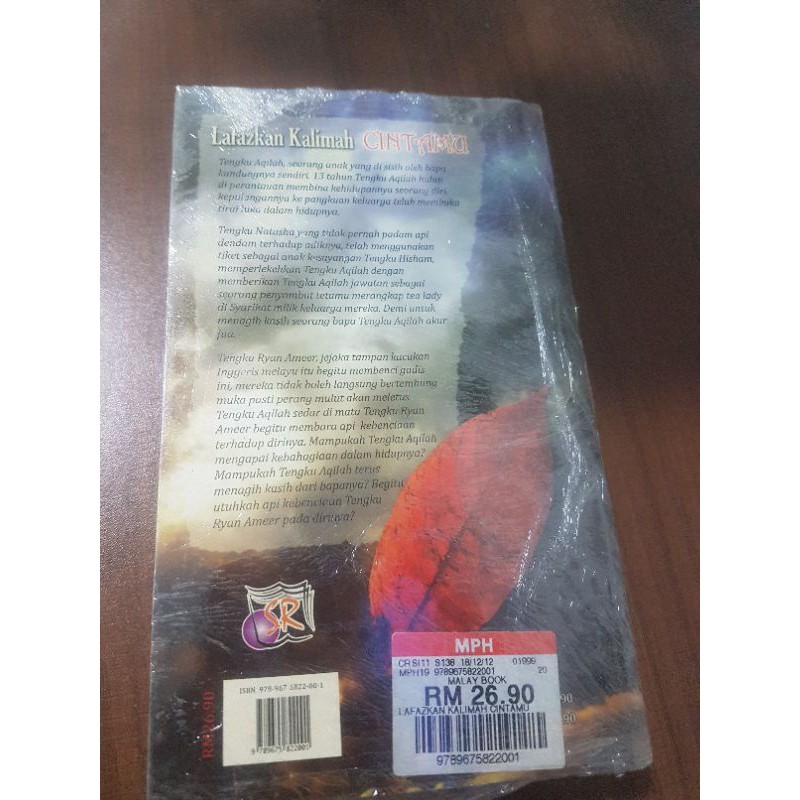 Lafazkan Kalimah CINTAMU
Tengku Aqilah, seorang anak yang di sisih oleh bapa
kandungnya sendiri. 13 tahun Tengku Aqilah hidup
di perantauan membina kehidupannya seorang diri,
kepulangannya ke pangkuan keluarga telah membuka
tirai luka dalam hidupnya.
Tengku Natasha yang tidak pernah padam api
dendam terhadap adiknya, telah menggunakan
tiket sebagai anak kesayangan Tengku Hisham,
memperlekehkan Tengku Aqilah dengan
memberikan Tengku Aqilah jawatan sebagai
seorang penyambut tetamu merangkap tea lady
di Syarikat milik keluarga mereka. Demi untuk
menagih kasih seorang bapa Tengku Aqilah akur
jua.
Tengku Ryan Ameer, jejaka tampan kacukan
Inggeris melayu itu begitu membenci gadis
ini, mereka tidak boleh langsung bertembung
muka pasti perang mulut akan meletus
Tengku Aqilah sedar di mata Tengku Ryan
Ameer begitu membara api kebencian
terhadap dirinya. Mampukah Tengku Aqilah
mengapai kebahagiaan dalam hidupnya?
Mampukah Tengku Aqilah terus
menagih kasih dari bapanya? Begitu
utuhkah api kebencian Tengku
Ryan Ameer pada dirinya?
SR
ISBN 978-967-5822-00-1
9 789675 822001
RM 26.90
MPH
CR SI11 S138 18/12/12 01999
MPH19 9789675822001 20
MALAY BOOK
RM 26.90
LAFAZKAN KALIMAH CINTAMU
9789675822001
.90
.90